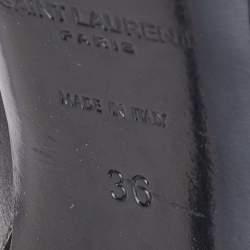 SAINT LAURENT
PARIS
MADE IN ITALY
36